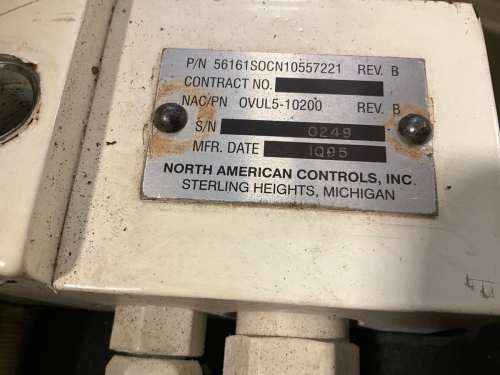 P/N 56161SOCN10557221 REV. B
CONTRACT NO.
NAC/PN OVUL5-10200 REV. B
S/N 0249
MFR. DATE 1Q05
NORTH AMERICAN CONTROLS, INC.
STERLING HEIGHTS, MICHIGAN